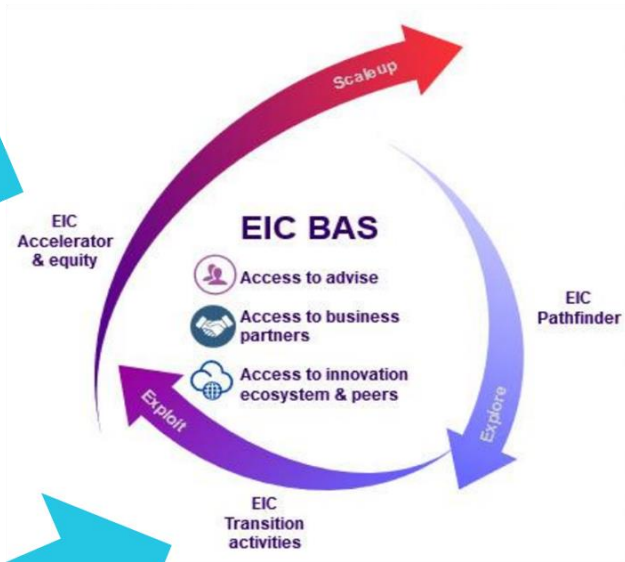 Scaleup
EIC
Accelerator
& equity
EIC BAS
Access to advise
Access to business
partners
Access to innovation
ecosystem & peers
EIC
Pathfinder
Explore
Exploit
EIC
Transition
activities